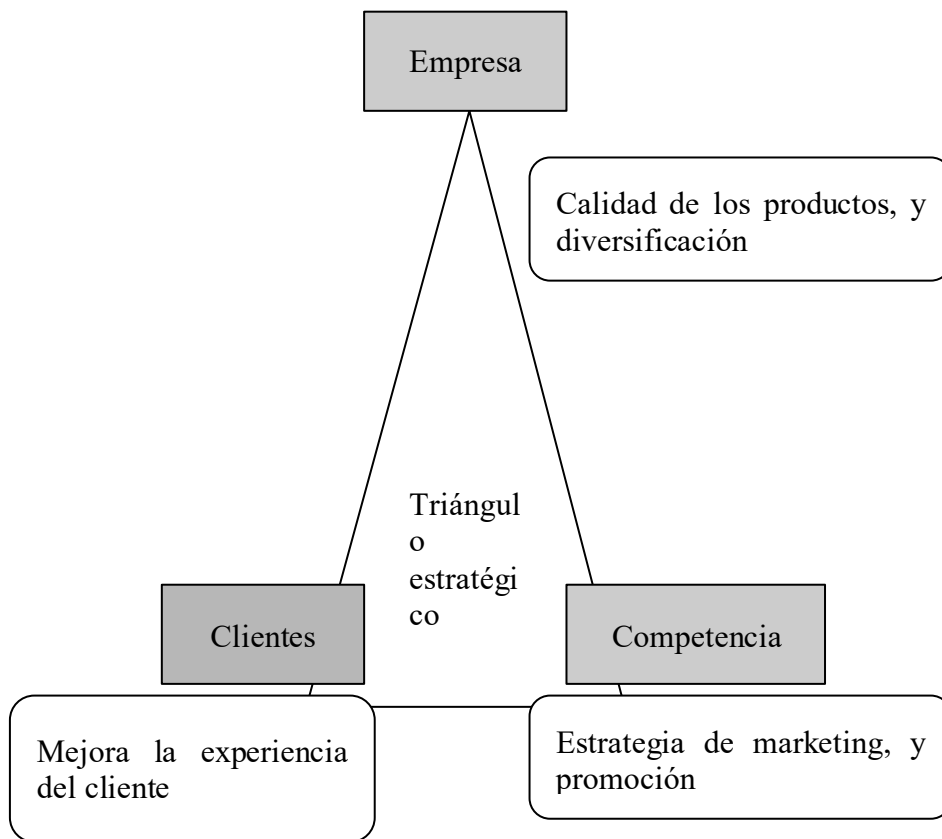 Empresa
Calidad de los productos, y
diversificación
Triángul
o
estratégi
co
Clientes
Competencia
Mejora la experiencia
del cliente
Estrategia de marketing, y
promoción